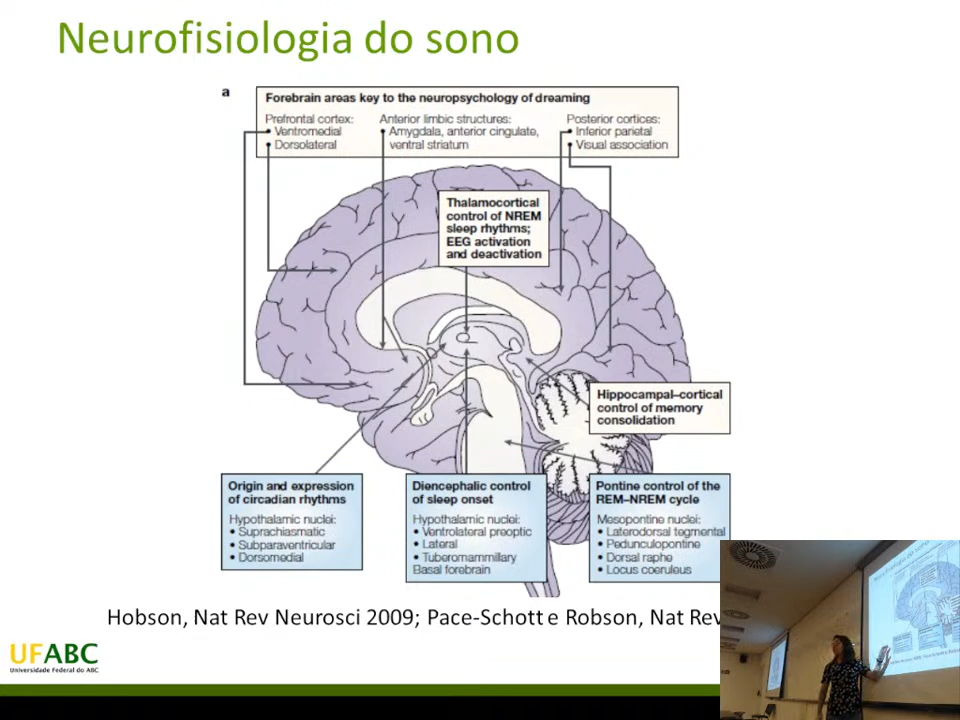 Neurofisiologia do sono
a
Forebrain areas key to the neuropsychology of dreaming
Prefrontal cortex:
• Ventromedial
• Dorsolateral
Anterior limbic structures:
• Amygdala, anterior cingulate,
ventral striatum
Posterior cortices:
• Inferior parietal
• Visual association
Thalamocortical
control of NREM
sleep rhythms;
EEG activation
and deactivation
Hippocampal–cortical
control of memory
consolidation
Origin and expression
of circadian rhythms
Hypothalamic nuclei:
• Suprachiasmatic
• Subparaventricular
• Dorsomedial
Diencephalic control
of sleep onset
Hypothalamic nuclei:
• Ventrolateral preoptic
• Lateral
• Tuberomammillary
Basal forebrain
Pontine control of the
REM–NREM cycle
Mesopontine nuclei:
• Laterodorsal tegmental
• Pedunculopontine
• Dorsal raphe
• Locus coeruleus
Hobson, Nat Rev Neurosci 2009; Pace-Schott e Robson, Nat Rev
UFABC
Universidade Federal do ABC
Neurofisiologia do sono